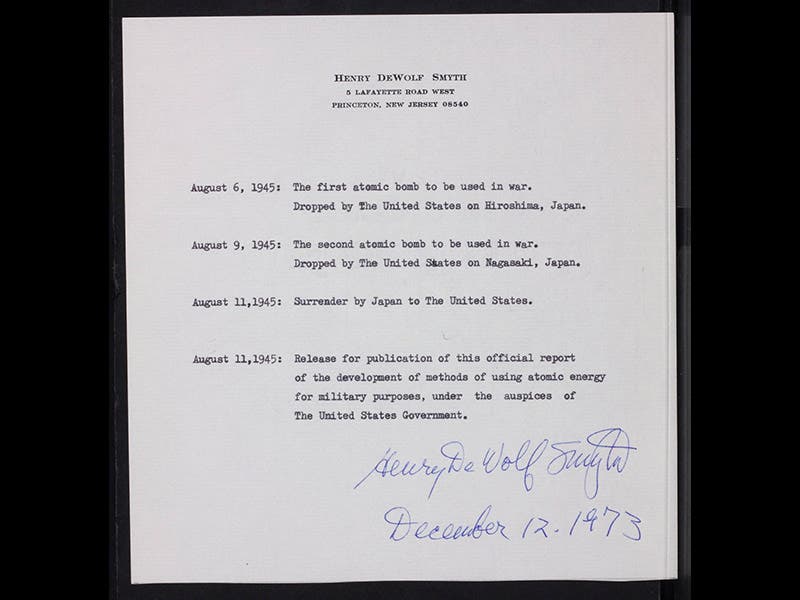 Henry DeWolf Smyth
5 Lafayette Road West
Princeton, New Jersey 08540
August 6, 1945: The first atomic bomb to be used in war.
Dropped by The United States on Hiroshima, Japan.
August 9, 1945: The second atomic bomb to be used in war.
Dropped by The United States on Nagasaki, Japan.
August 11,1945: Surrender by Japan to The United States.
August 11,1945: Release for publication of this official report
of the development of methods of using atomic energy
for military purposes, under the auspices of
The United States Government.
Henry De Wolf Smyth
December 12. 1973